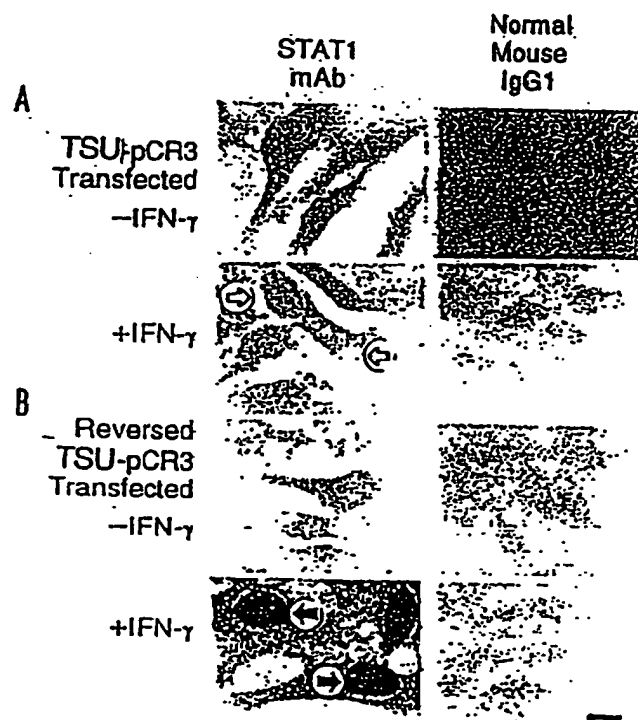 STAT1
mAb
Normal
Mouse
IgG1
A
TSU-pCR3
Transfected
−IFN-γ
+IFN-γ
B
Reversed
TSU-pCR3
Transfected
−IFN-γ
+IFN-γ